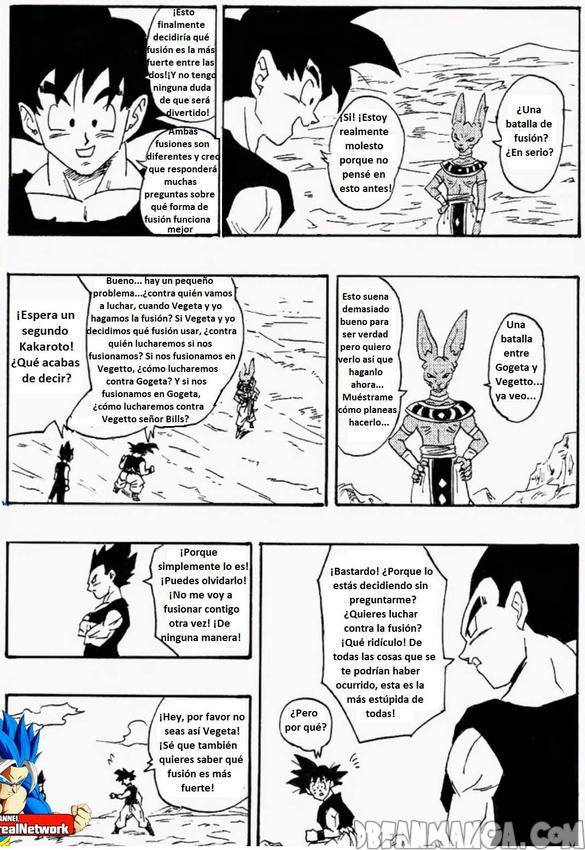 ¡Esto
finalmente
decidiría qué
fusión es la más
fuerte entre las
dos!¡Y no tengo
ninguna duda
de que será
divertido!
Ambas
fusiones son
diferentes y creo
que responderá
muchas
preguntas sobre
qué forma de
fusión funciona
mejor
¡Si! ¡Estoy
realmente
molesto
porque no
pensé en
esto antes!
¿Una
batalla de
fusión?
¿En serio?
¡Espera un
segundo
Kakaroto!
¿Qué acabas
de decir?
Bueno... hay un pequeño
problema...¿contra quién vamos
a luchar, cuando Vegeta y yo
hagamos la fusión? Si Vegeta y yo
decidimos qué fusión usar, ¿contra
quién lucharemos si nos
fusionamos? Si nos fusionamos en
Vegetto, ¿cómo lucharemos
contra Gogeta? Y si nos
fusionamos en Gogeta,
¿cómo lucharemos contra
Vegetto señor Bills?
Esto suena
demasiado
bueno para
ser verdad
pero quiero
verlo así que
haganlo
ahora...
Muéstrame
cómo planeas
hacerlo...
Una
batalla
entre
Gogeta y
Vegetto...
ya veo...
¡Porque
simplemente lo es!
¡Puedes olvidarlo!
¡No me voy a
fusionar contigo
otra vez! ¡De
ninguna manera!
¡Bastardo! ¿Porque lo
estás decidiendo sin
preguntarme?
¿Quieres luchar
contra la fusión?
¡Qué ridículo! De
todas las cosas que se
te podrían haber
ocurrido, esta es la
más estúpida de
todas!
¿Pero
por qué?
¡Hey, por favor no
seas así Vegeta!
¡Sé que también
quieres saber qué
fusión es más
fuerte!
HANNEL
realNetwork
DBFANMANGA.COM